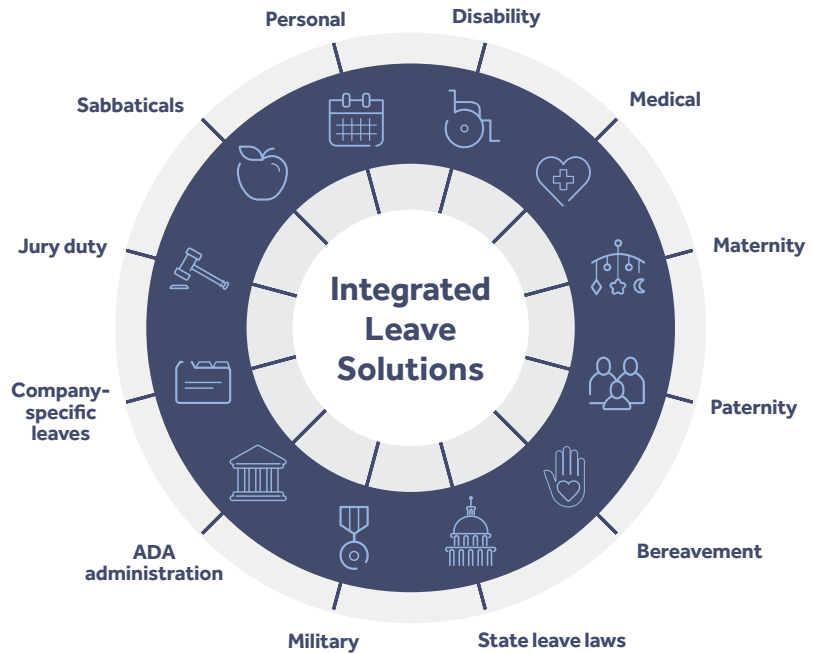 Integrated
Leave
Solutions
Disability
Medical
Maternity
Paternity
Bereavement
State leave laws
Military
ADA
administration
Company-
specific
leaves
Jury duty
Sabbaticals
Personal